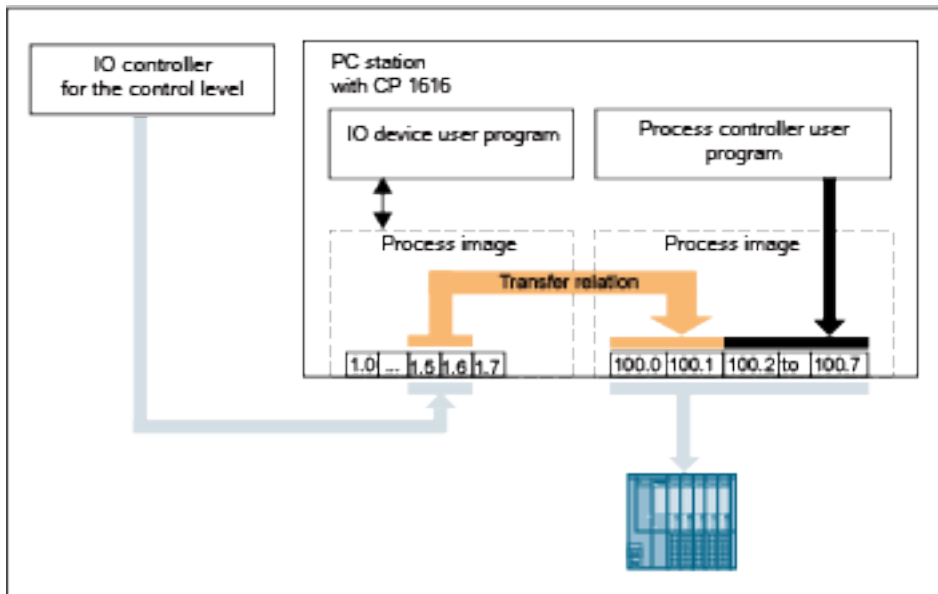 IO controller
for the control level
PC station
with CP 1616
IO device user program
Process controller user
program
Process image
Process image
Transfer relation
1.0 ... 1.5 1.6 1.7
100.0 100.1 100.2 to 100.7